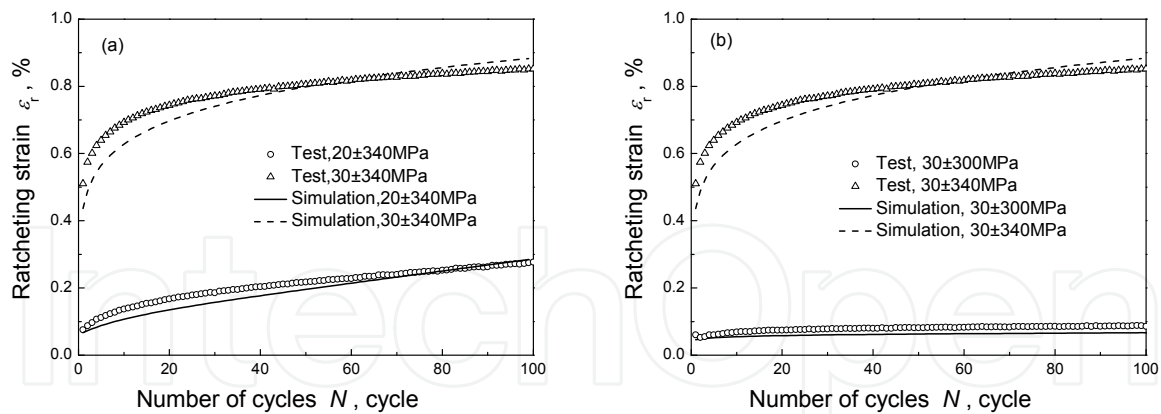 (a)
1.0
0.8
0.6
0.4
0.2
0.0
Ratcheting strain εr , %
Test,20±340MPa
Test,30±340MPa
Simulation,20±340MPa
Simulation,30±340MPa
0 20 40 60 80 100
Number of cycles N , cycle
(b)
1.0
0.8
0.6
0.4
0.2
0.0
Ratcheting strain εr , %
Test, 30±300MPa
Test, 30±340MPa
Simulation, 30±300MPa
Simulation, 30±340MPa
0 20 40 60 80 100
Number of cycles N , cycle
IntechOpen